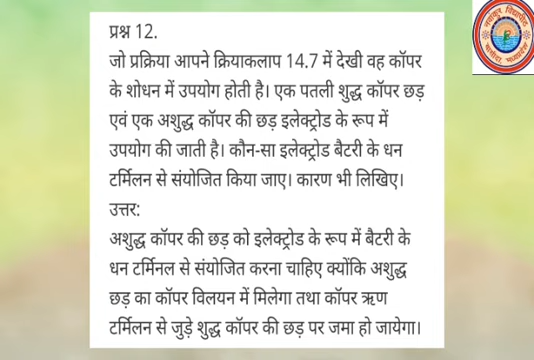 प्रश्न 12.
जो प्रक्रिया आपने क्रियाकलाप 14.7 में देखी वह कॉपर
के शोधन में उपयोग होती है। एक पतली शुद्ध कॉपर छड़
एवं एक अशुद्ध कॉपर की छड़ इलेक्ट्रोड के रूप में
उपयोग की जाती है। कौन-सा इलेक्ट्रोड बैटरी के धन
टर्मिलन से संयोजित किया जाए। कारण भी लिखिए।
उत्तर:
अशुद्ध कॉपर की छड़ को इलेक्ट्रोड के रूप में बैटरी के
धन टर्मिनल से संयोजित करना चाहिए क्योंकि अशुद्ध
छड़ का कॉपर विलयन में मिलेगा तथा कॉपर ऋण
टर्मिलन से जुड़े शुद्ध कॉपर की छड़ पर जमा हो जायेगा।